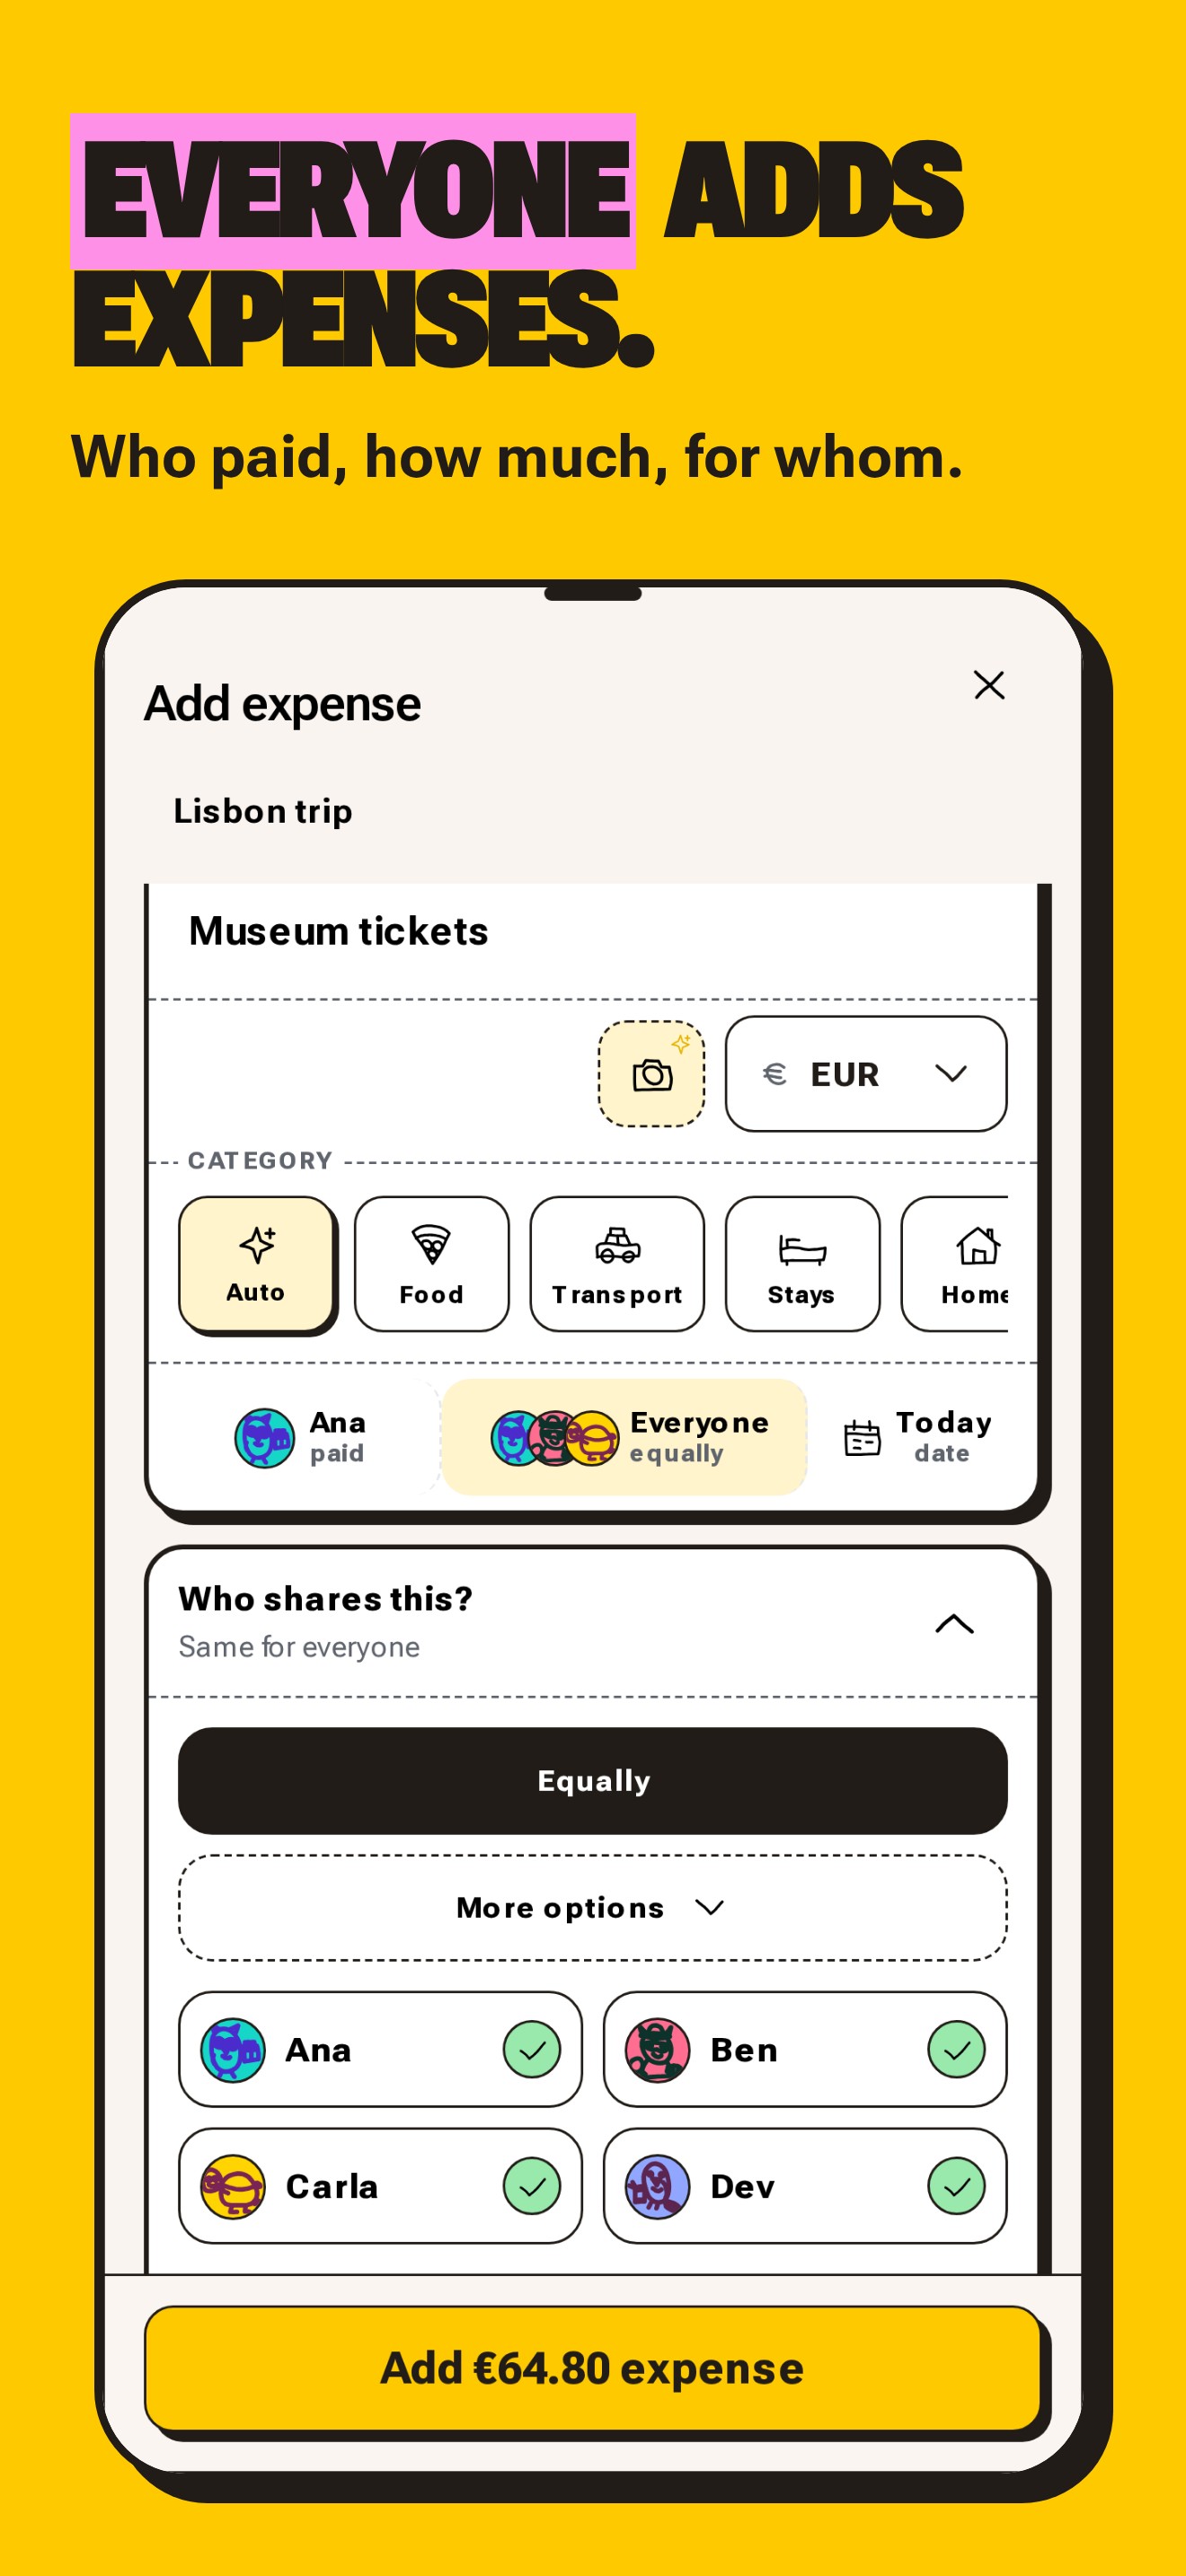 EVERYONE ADDS
EXPENSES.
Who paid, how much, for whom.
Add expense
Lisbon trip
Museum tickets
€ EUR
CATEGORY
Auto
Food
Transport
Stays
Home
Ana
paid
Everyone
equally
Today
date
Who shares this?
Same for everyone
Equally
More options
Ana
Ben
Carla
Dev
Add €64.80 expense